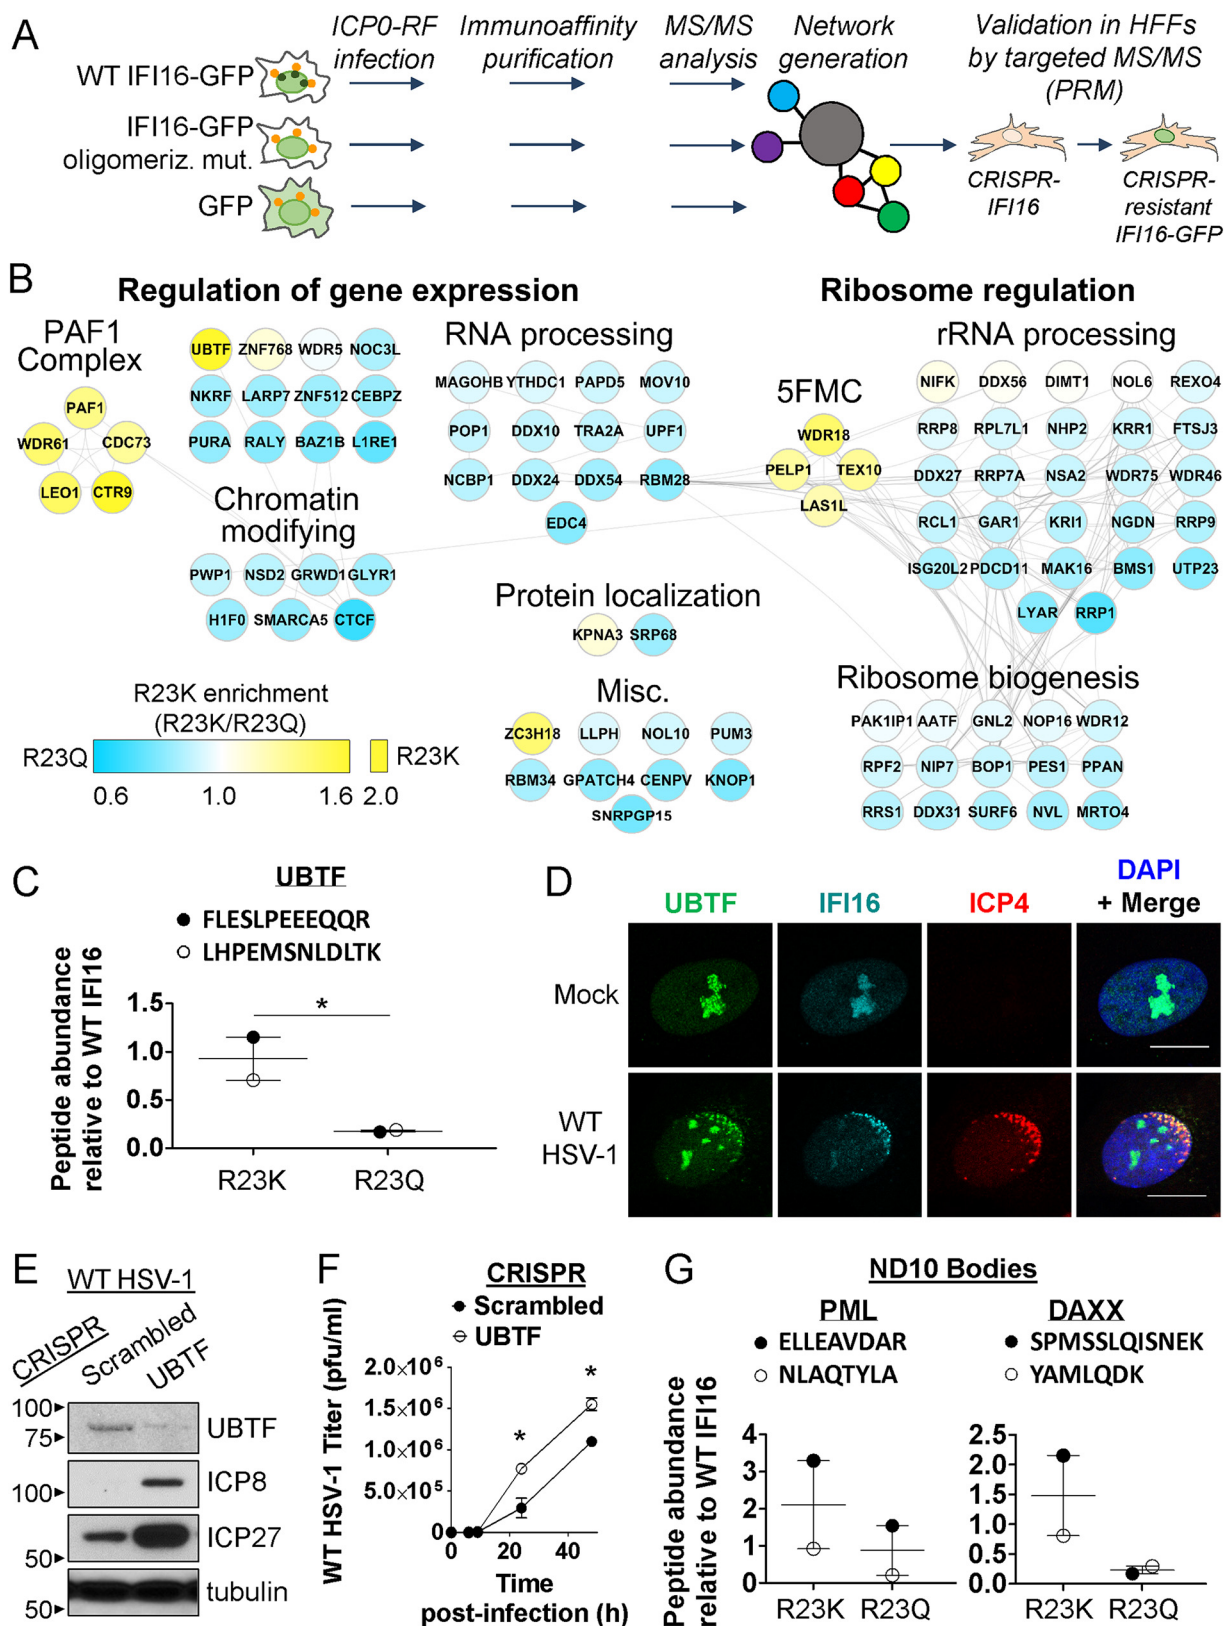 A
ICP0-RF
infection
Immunoaffinity
purification
MS/MS
analysis
Network
generation
Validation in HFFs
by targeted MS/MS
(PRM)
WT IFI16-GFP
IFI16-GFP
oligomeriz. mut.
GFP
CRISPR-
IFI16
CRISPR-
resistant
IFI16-GFP
B
Regulation of gene expression
Ribosome regulation
PAF1
Complex
PAF1
WDR61
CDC73
LEO1
CTR9
UBTF ZNF768 WDR5 NOC3L
NKRF LARP7 ZNF512 CEBPZ
PURA RALY BAZ1B L1RE1
Chromatin
modifying
PWP1 NSD2 GRWD1 GLYR1
H1F0 SMARCA5 CTCF
RNA processing
MAGOHB YTHDC1 PAPD5 MOV10
POP1 DDX10 TRA2A UPF1
NCBP1 DDX24 DDX54 RBM28
EDC4
5FMC
WDR18
PELP1 TEX10
LAS1L
rRNA processing
NIFK DDX56 DIMT1 NOL6 REXO4
RRP8 RPL7L1 NHP2 KRR1 FTSJ3
DDX27 RRP7A NSA2 WDR75 WDR46
RCL1 GAR1 KRI1 NGDN RRP9
ISG20L2 PDCD11 MAK16 BMS1 UTP23
LYAR RRP1
Protein localization
KPNA3 SRP68
Misc.
ZC3H18 LLPH NOL10 PUM3
RBM34 GPATCH4 CENPV KNOP1
SNRPGP15
Ribosome biogenesis
PAK1IP1 AATF GNL2 NOP16 WDR12
RPF2 NIP7 BOP1 PES1 PPAN
RRS1 DDX31 SURF6 NVL MRTO4
R23K enrichment
(R23K/R23Q)
R23Q
R23K
0.6 1.0 1.6 2.0
C
UBTF
FLESLPEEEQQR
LHPEMSNLDLTK
Peptide abundance
relative to WT IFI16
1.5
1.0
0.5
0.0
*
R23K R23Q
D
UBTF IFI16 ICP4 DAPI
+ Merge
Mock
WT
HSV-1
E
WT HSV-1
CRISPR
Scrambled
UBTF
100
75
UBTF
100
ICP8
50
ICP27
50
tubulin
F
CRISPR
Scrambled
UBTF
WT HSV-1 Titer (pfu/ml)
2.0×10⁶
1.5×10⁶
1.0×10⁶
5.0×10⁵
0
*
*
0 20 40
Time
post-infection (h)
G
ND10 Bodies
PML
ELLEAVDAR
NLAQTYLA
DAXX
SPMSSLQISNEK
YAMLQDK
Peptide abundance
relative to WT IFI16
4
3
2
1
0
R23K R23Q
2.5
2.0
1.5
1.0
0.5
0.0
R23K R23Q